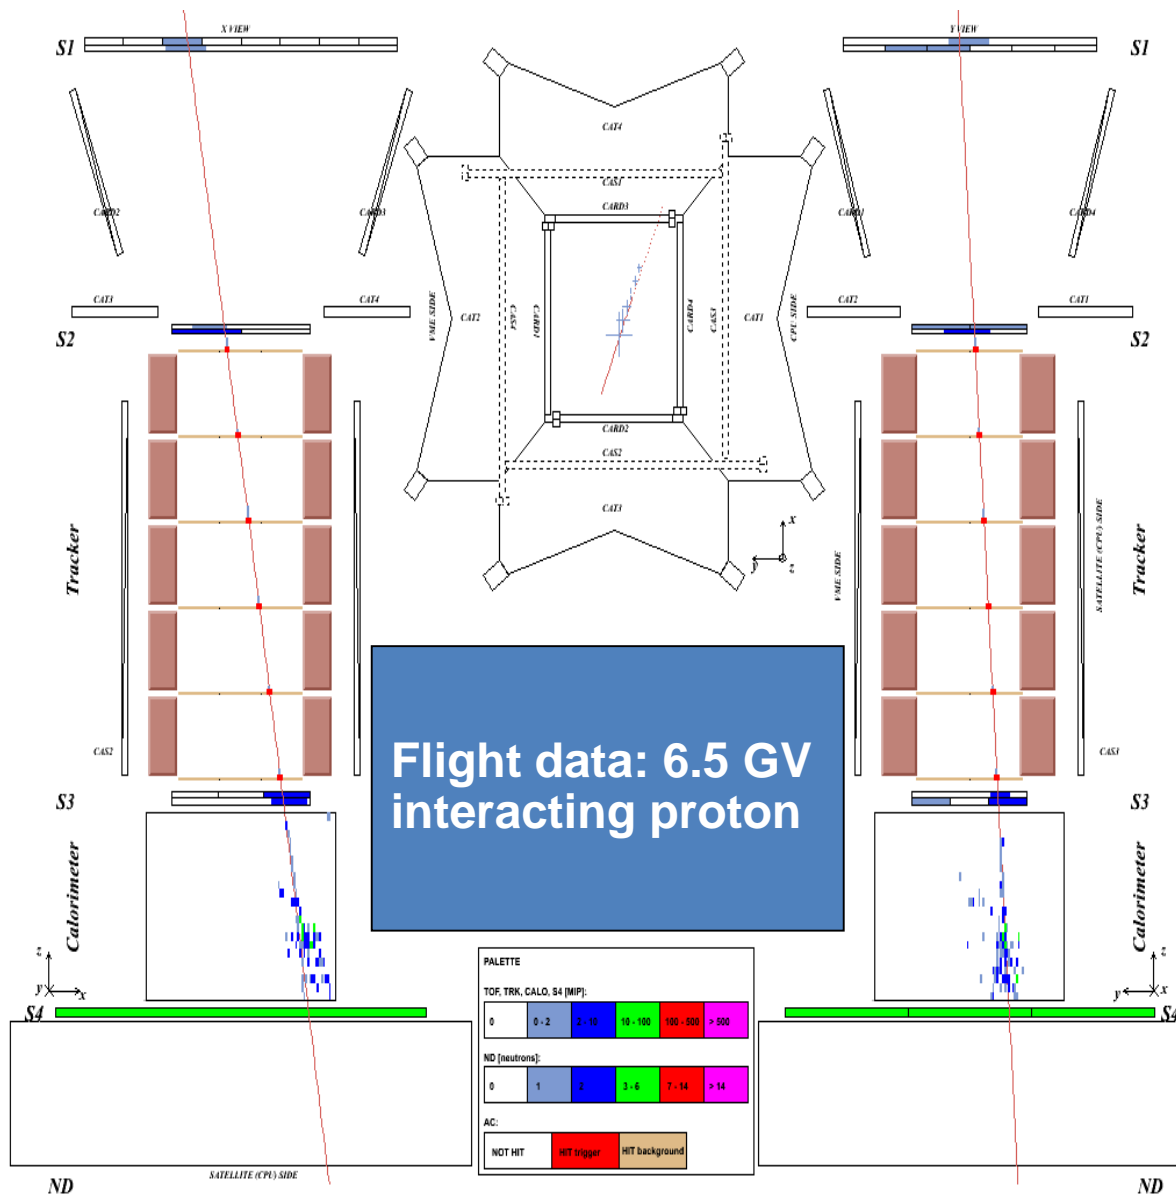 X VIEW
Y VIEW
S1
S1
CAT4
CAS1
CARD3
CARD2
CARD3
CARD1
CARD4
CAT3
CAT4
CAT2
CAT1
S2
S2
VME SIDE
CAT2
CAS4
CARD1
CARD4
CAS3
CAT1
CPU SIDE
CARD2
CAS2
CAT3
x
y
z
Tracker
VME SIDE
SATELLITE (CPU) SIDE
Tracker
CAS2
CAS3
Flight data: 6.5 GV
interacting proton
S3
S3
Calorimeter
Calorimeter
z
y
x
z
y
x
S4
S4
PALETTE
TOF, TRK, CALO, S4 [MIP]:
0
0 - 2
2 - 10
10 - 100
100 - 500
> 500
ND [neutrons]:
0
1
2
3 - 6
7 - 14
> 14
AC:
NOT HIT
HIT trigger
HIT background
SATELLITE (CPU) SIDE
ND
ND